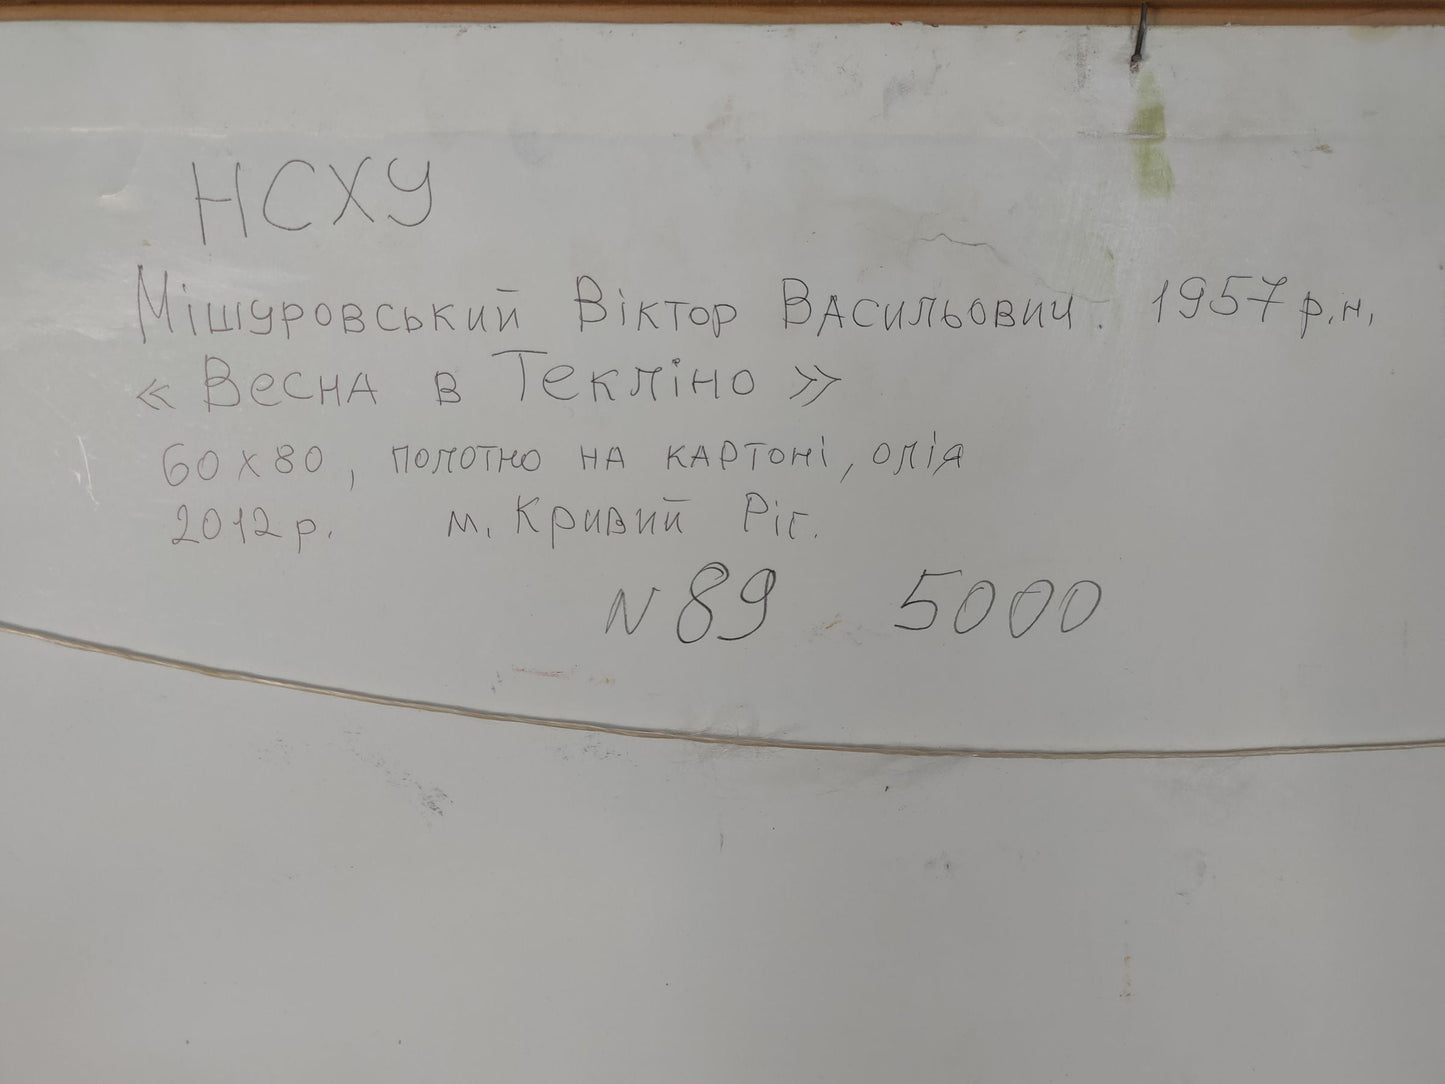 НСХУ
Мішуровський Віктор Васильович. 1957 р.н.
« Весна в Текліно »
60х80, полотно на картоні, олія
2012 р. м. Кривий Ріг.
N 89 5000